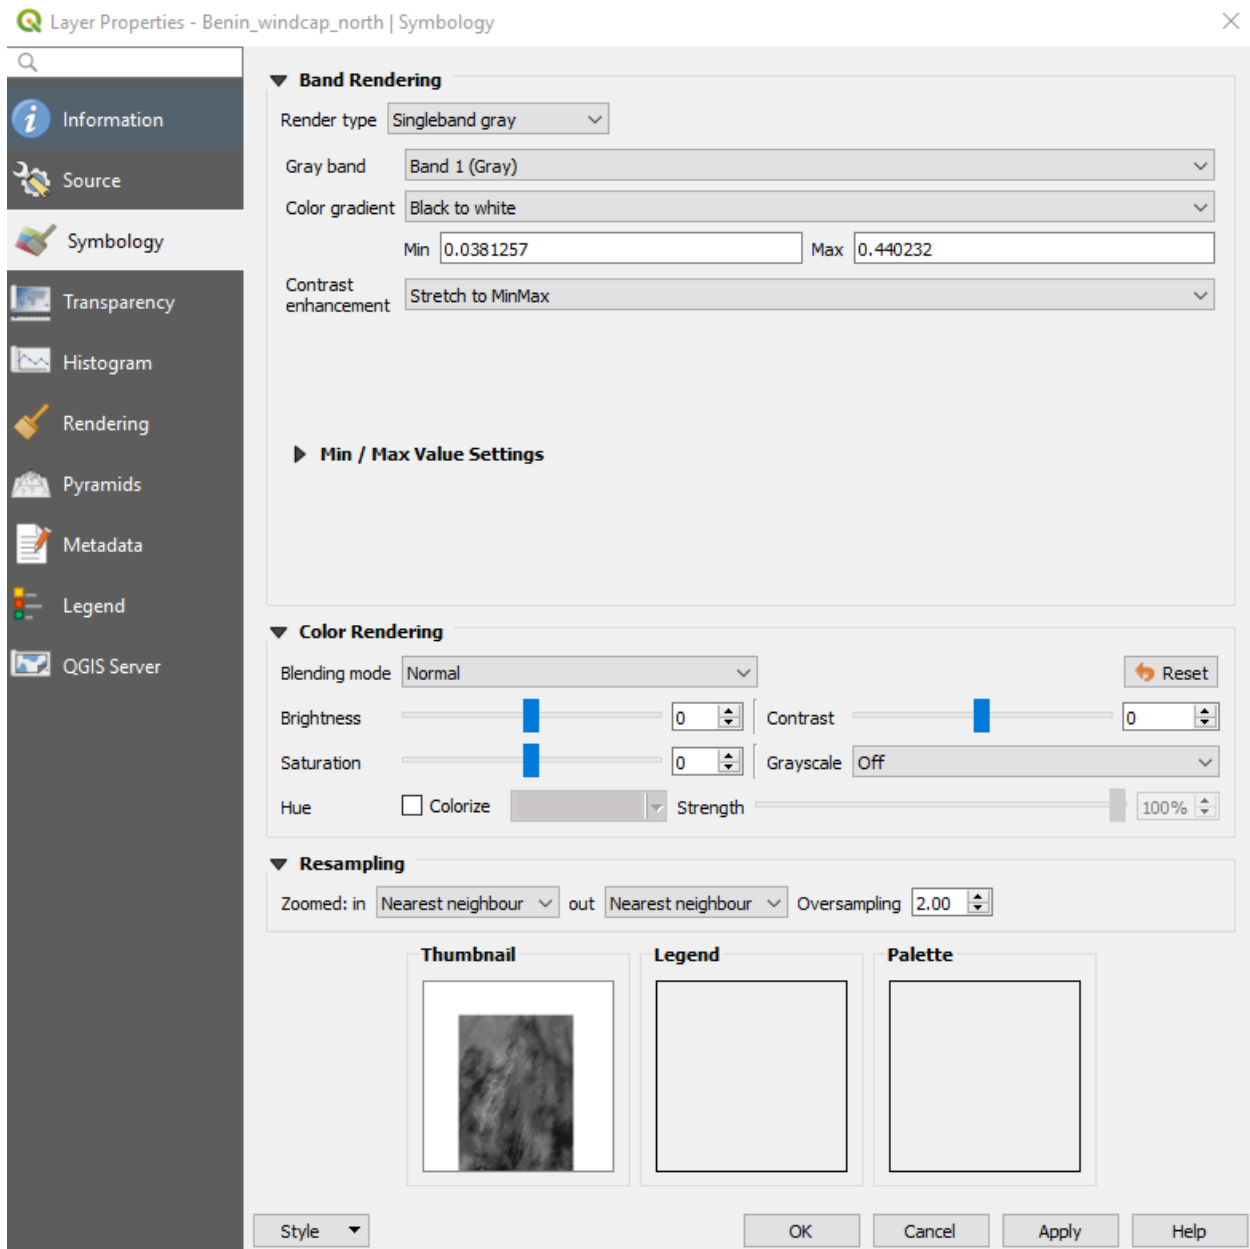 Layer Properties - Benin_windcap_north | Symbology
Information
Source
Symbology
Transparency
Histogram
Rendering
Pyramids
Metadata
Legend
QGIS Server
Band Rendering
Render type Singleband gray
Gray band Band 1 (Gray)
Color gradient Black to white
Min 0.0381257 Max 0.440232
Contrast
enhancement Stretch to MinMax
Min / Max Value Settings
Color Rendering
Blending mode Normal Reset
Brightness 0 Contrast 0
Saturation 0 Grayscale Off
Hue Colorize Strength 100%
Resampling
Zoomed: in Nearest neighbour out Nearest neighbour Oversampling 2.00
Thumbnail Legend Palette
Style OK Cancel Apply Help